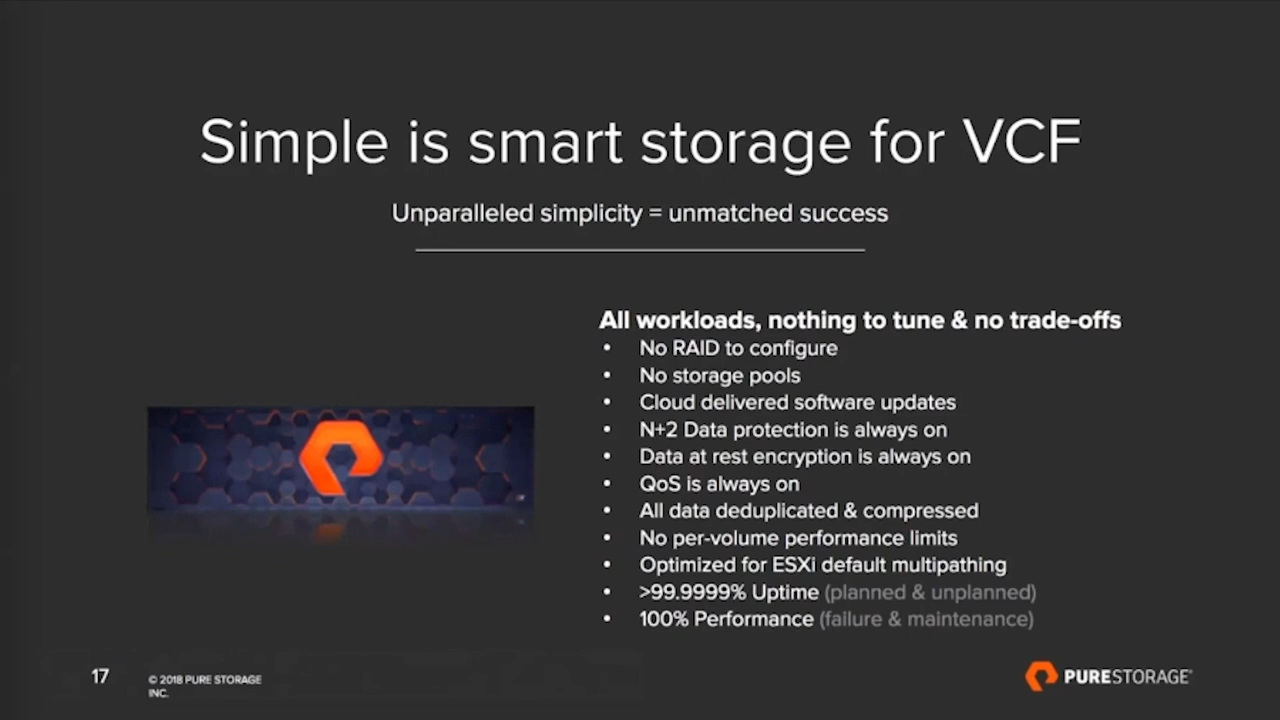 Simple is smart storage for VCF
Unparalleled simplicity = unmatched success
All workloads, nothing to tune & no trade-offs
• No RAID to configure
• No storage pools
• Cloud delivered software updates
• N+2 Data protection is always on
• Data at rest encryption is always on
• QoS is always on
• All data deduplicated & compressed
• No per-volume performance limits
• Optimized for ESXi default multipathing
• >99.9999% Uptime (planned & unplanned)
• 100% Performance (failure & maintenance)
17
© 2018 PURE STORAGE
INC.
PURESTORAGE®